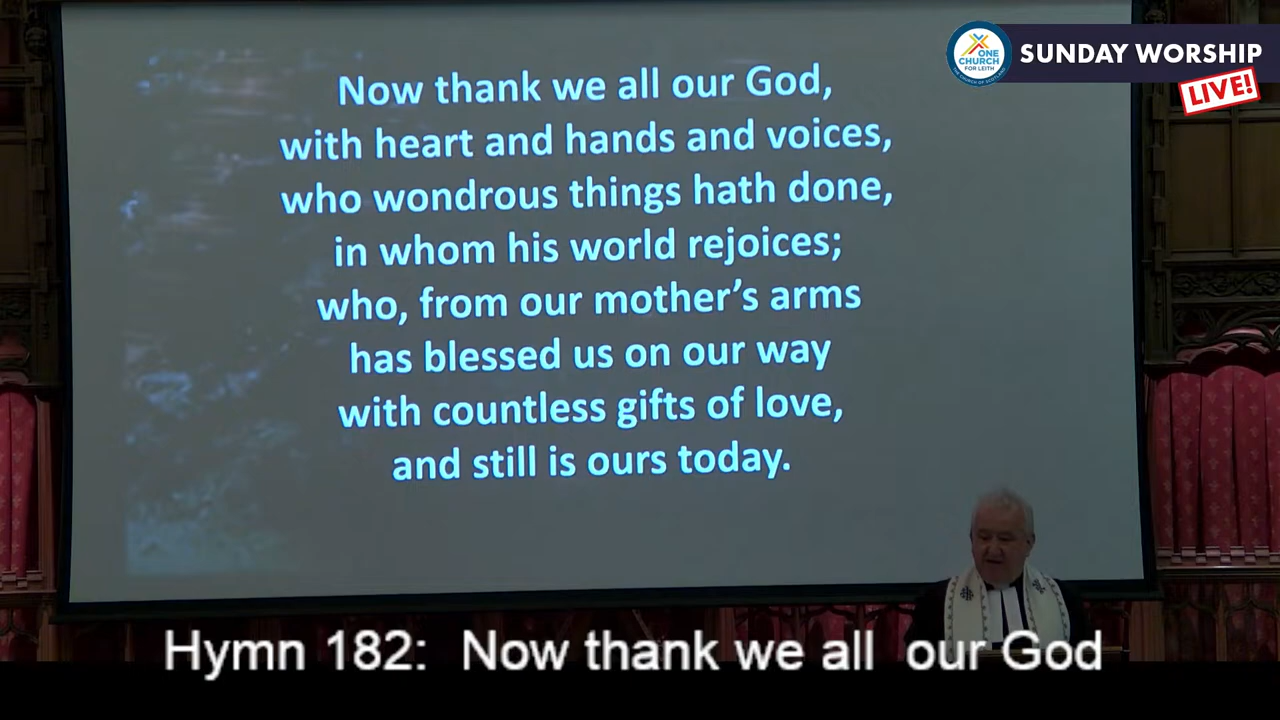 ONE
CHURCH
FOR LEITH
SUNDAY WORSHIP
LIVE!
Now thank we all our God,
with heart and hands and voices,
who wondrous things hath done,
in whom his world rejoices;
who, from our mother’s arms
has blessed us on our way
with countless gifts of love,
and still is ours today.
Hymn 182: Now thank we all our God